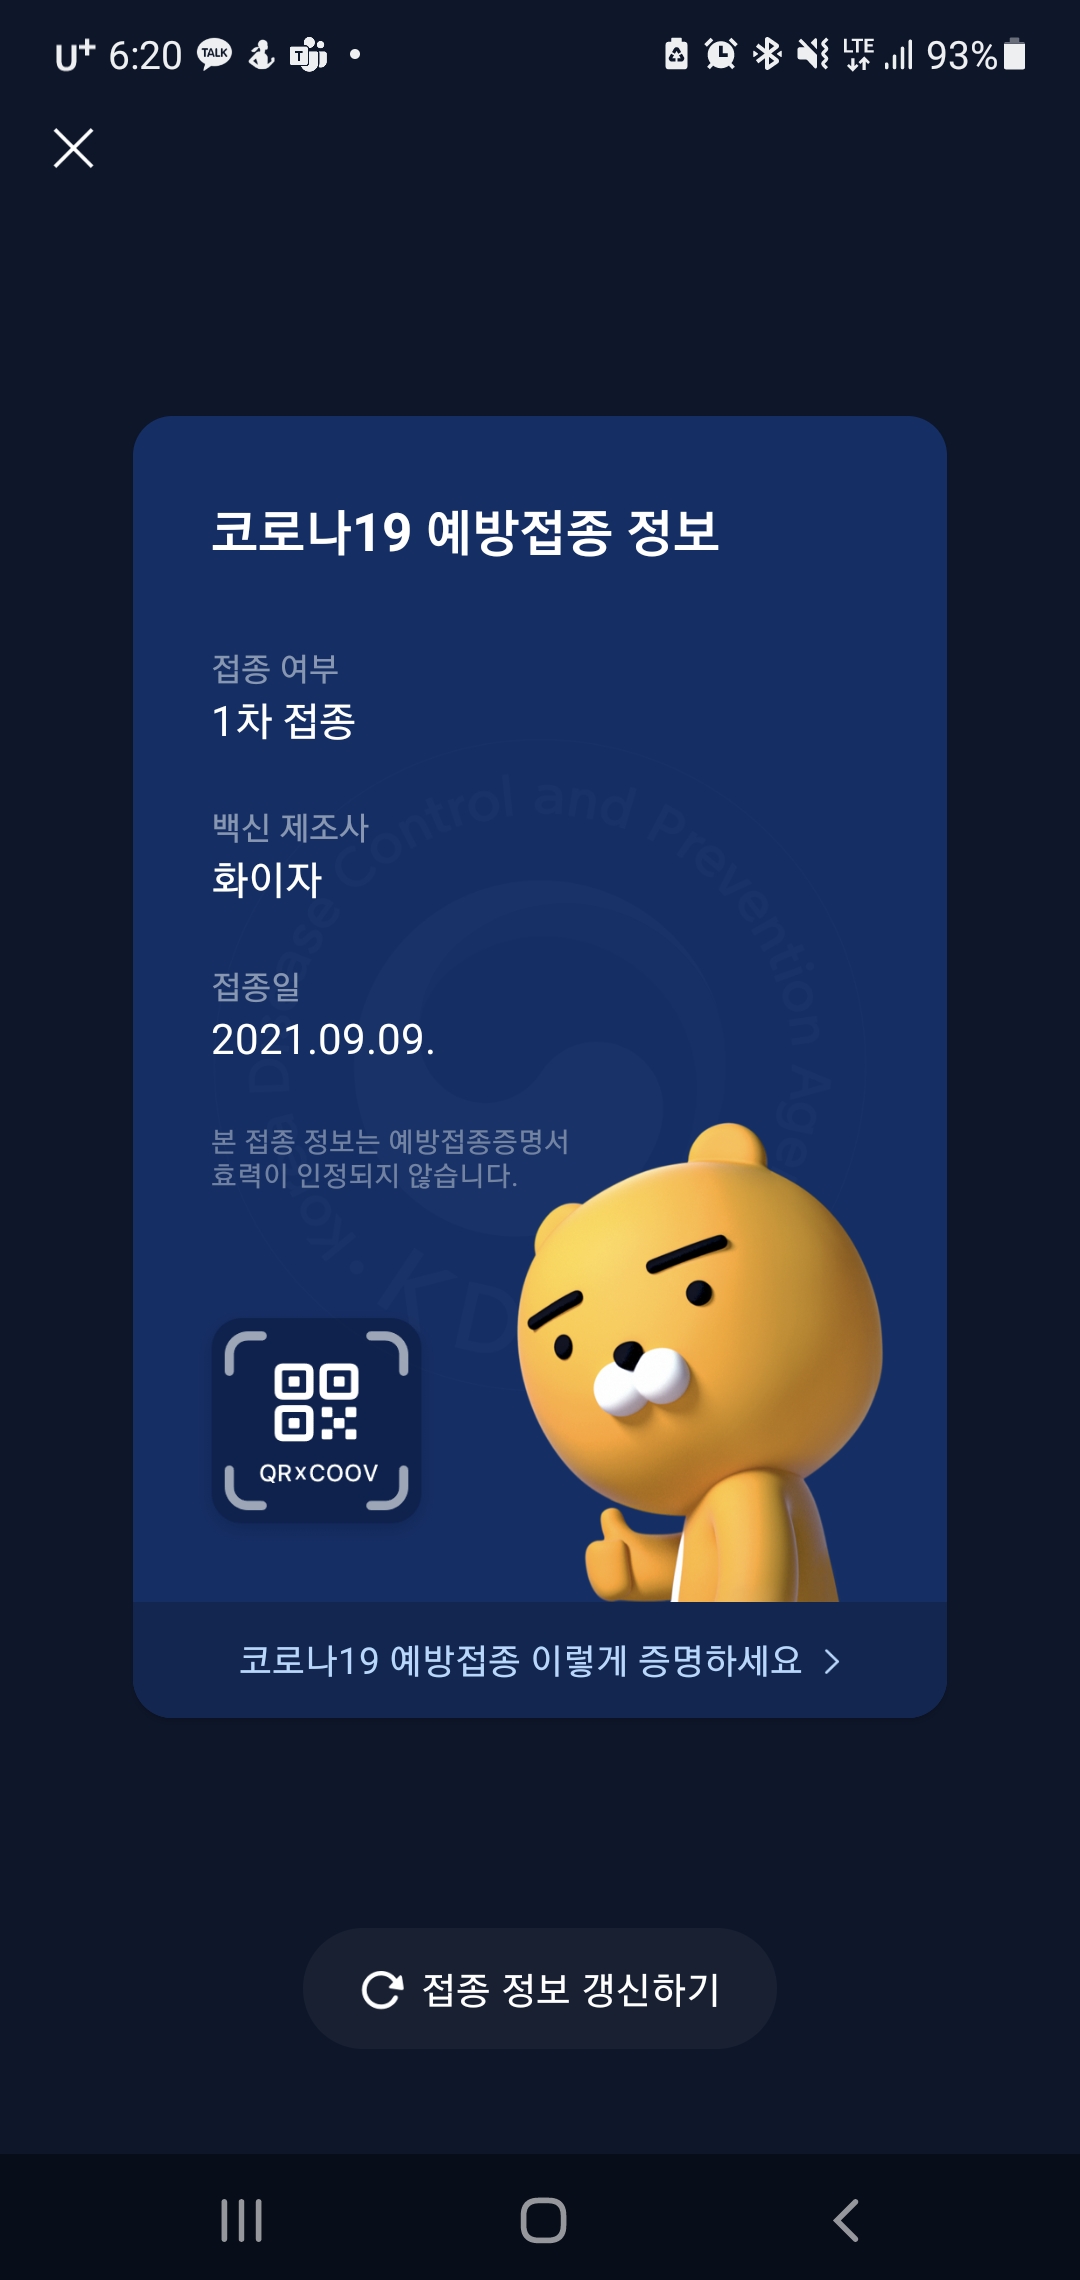 U+ 6:20 TALK T LTE 93%
코로나19 예방접종 정보
접종 여부
1차 접종
백신 제조사
화이자
접종일
2021.09.09.
본 접종 정보는 예방접종증명서
효력이 인정되지 않습니다.
Disease Control and Prevention Age
KD
QRxCOOV
코로나19 예방접종 이렇게 증명하세요 >
접종 정보 갱신하기